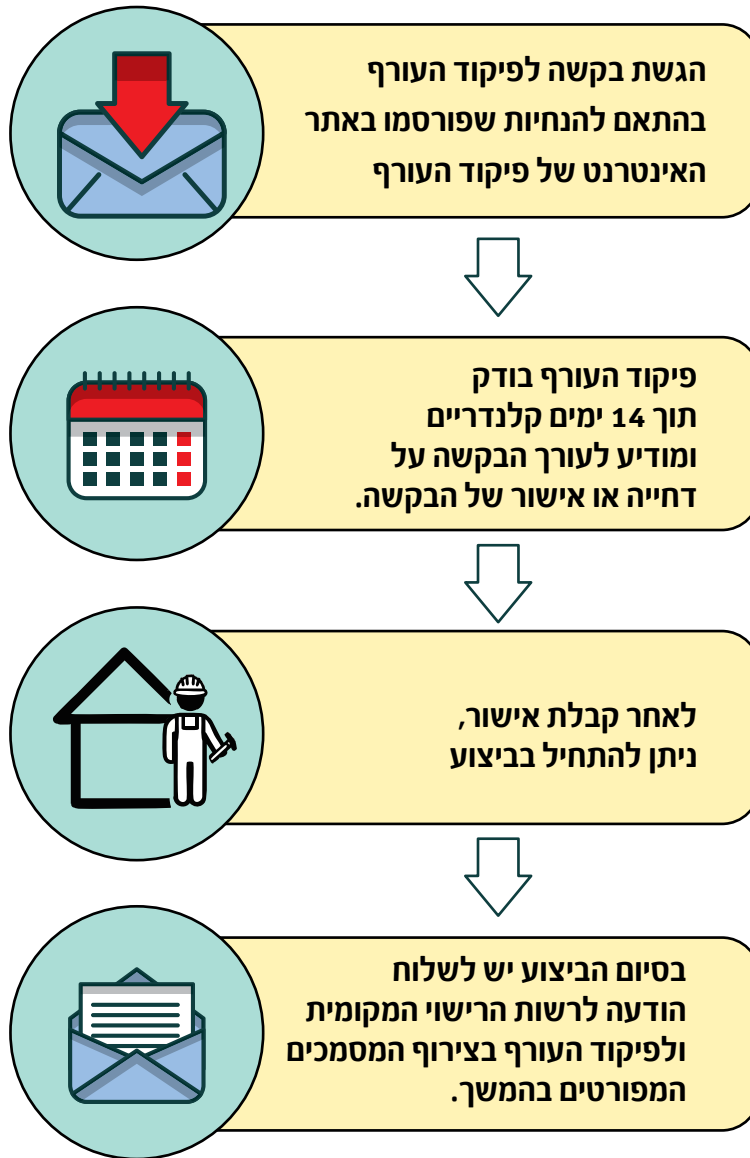 הגשת בקשה לפיקוד העורף
בהתאם להנחיות שפורסמו באתר
האינטרנט של פיקוד העורף
פיקוד העורף בודק
תוך 14 ימים קלנדריים
ומודיע לעורך הבקשה על
דחייה או אישור של הבקשה.
לאחר קבלת אישור,
ניתן להתחיל בביצוע
בסיום הביצוע יש לשלוח
הודעה לרשות הרישוי המקומית
ולפיקוד העורף בצירוף המסמכים
המפורטים בהמשך.